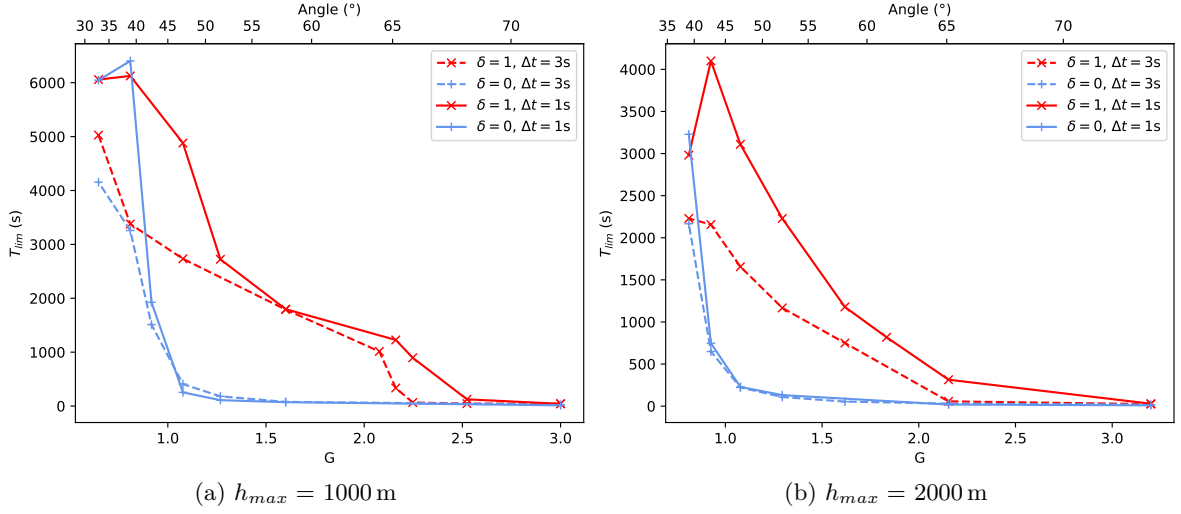 Angle (°)
30 35 40 45 50 55 60 65 70
6000
5000
4000
3000
2000
1000
0
T_lim (s)
δ = 1, Δt = 3s
δ = 0, Δt = 3s
δ = 1, Δt = 1s
δ = 0, Δt = 1s
1.0 1.5 2.0 2.5 3.0
G
(a) h_max = 1000 m
Angle (°)
35 40 45 50 55 60 65 70
4000
3500
3000
2500
2000
1500
1000
500
0
T_lim (s)
δ = 1, Δt = 3s
δ = 0, Δt = 3s
δ = 1, Δt = 1s
δ = 0, Δt = 1s
1.0 1.5 2.0 2.5 3.0
G
(b) h_max = 2000 m